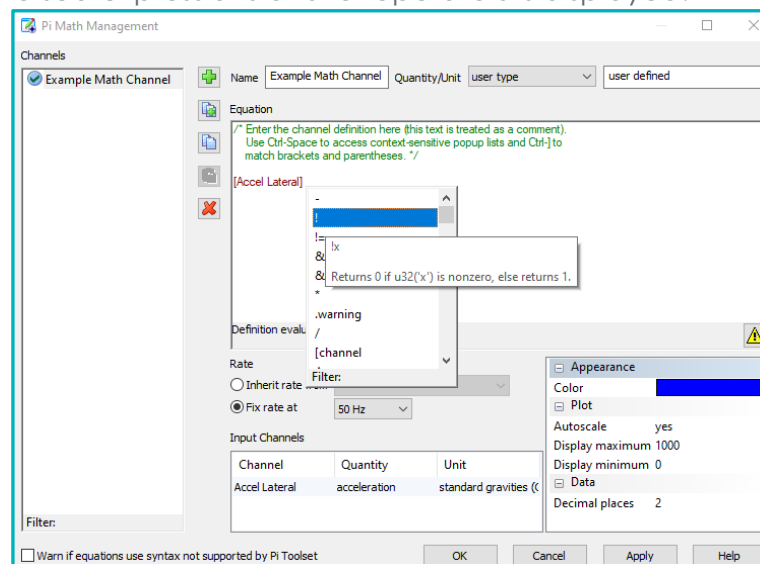 Pi Math Management
Channels
Example Math Channel
Name Example Math Channel Quantity/Unit user type user defined
Equation
/* Enter the channel definition here (this text is treated as a comment).
Use Ctrl-Space to access context-sensitive popup lists and Ctrl-] to
match brackets and parentheses. */
[Accel Lateral]
-
!
!=
!x
Returns 0 if u32('x') is nonzero, else returns 1.
&
&
*
.warning
/
[channel
Filter:
Definition evalu
Rate
Inherit rate
Fix rate at 50 Hz
Input Channels
Channel Quantity Unit
Accel Lateral acceleration standard gravities (
Appearance
Color
Plot
Autoscale yes
Display maximum 1000
Display minimum 0
Data
Decimal places 2
Filter:
Warn if equations use syntax not supported by Pi Toolset
OK Cancel Apply Help